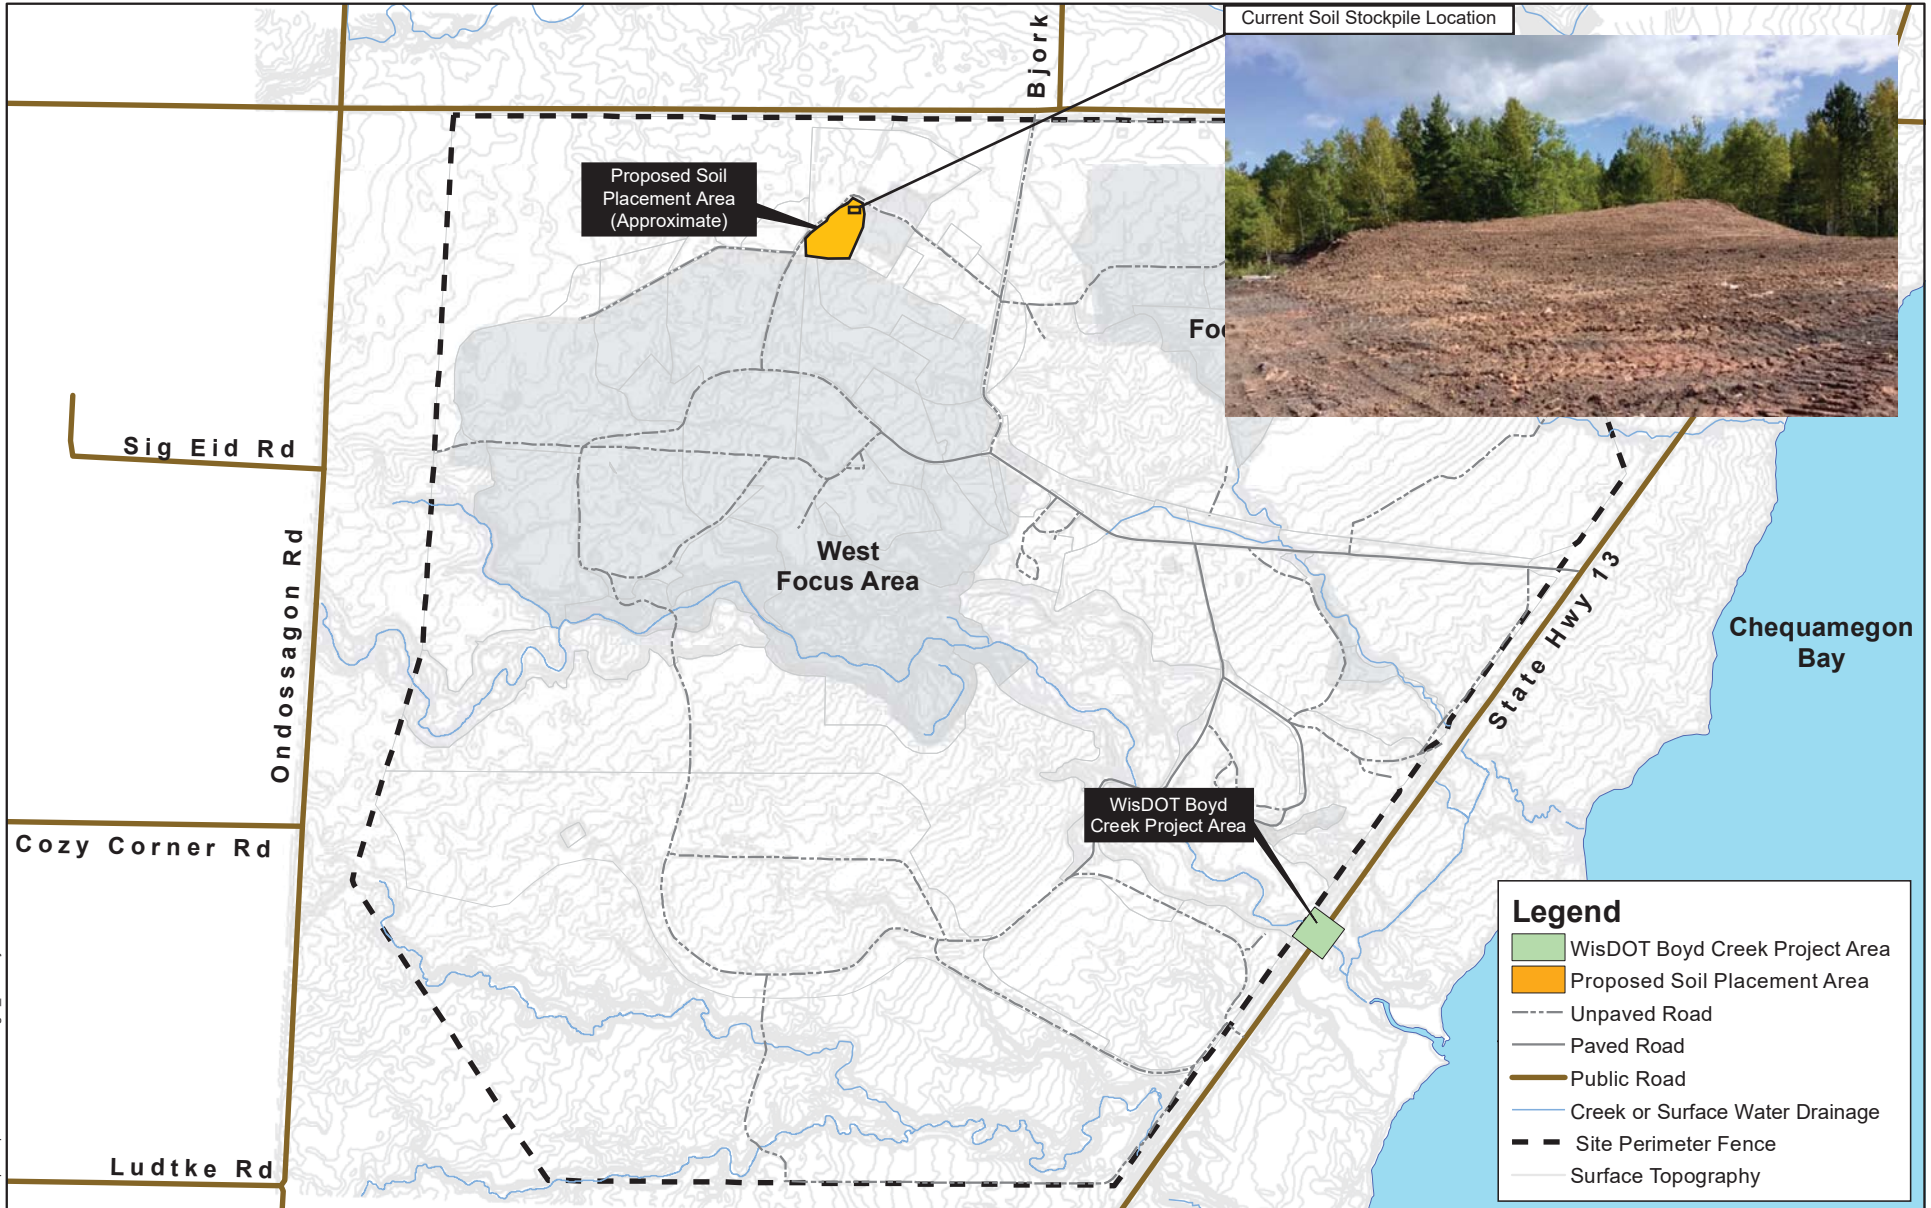 Current Soil Stockpile Location
Bjork
Proposed Soil
Placement Area
(Approximate)
Sig Eid Rd
Ondossagon Rd
West
Focus Area
State Hwy 13
Chequamegon
Bay
WisDOT Boyd
Creek Project Area
Cozy Corner Rd
Ludtke Rd
Legend
WisDOT Boyd Creek Project Area
Proposed Soil Placement Area
Unpaved Road
Paved Road
Public Road
Creek or Surface Water Drainage
Site Perimeter Fence
Surface Topography